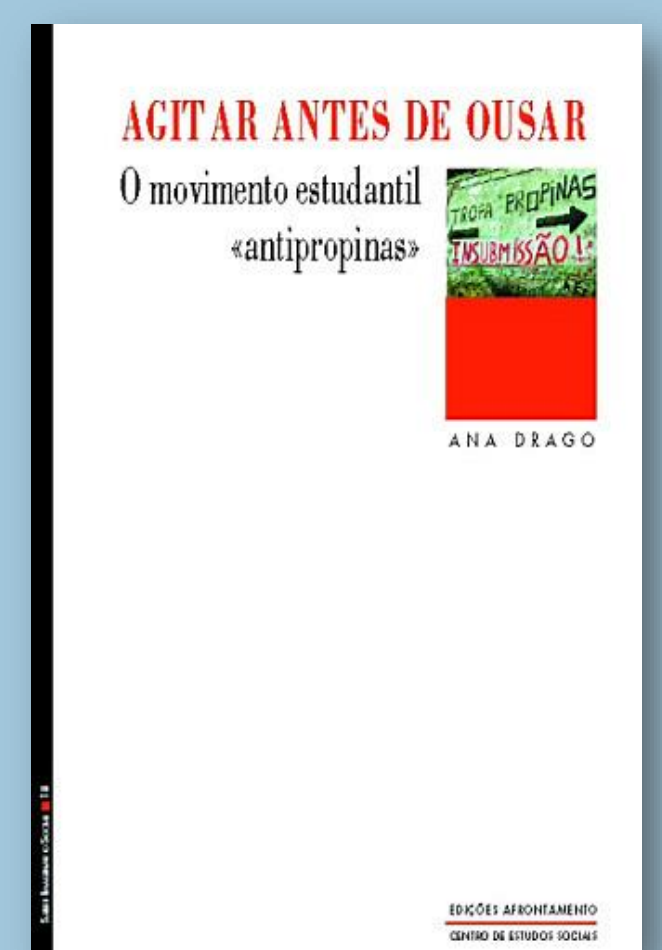 AGITAR ANTES DE OUSAR
O movimento estudantil
«antipropinas»
TROPA PROPINAS
INSUBMISSÃO!
ANA DRAGO
EDIÇÕES AFRONTAMENTO
CENTRO DE ESTUDOS SOCIAIS